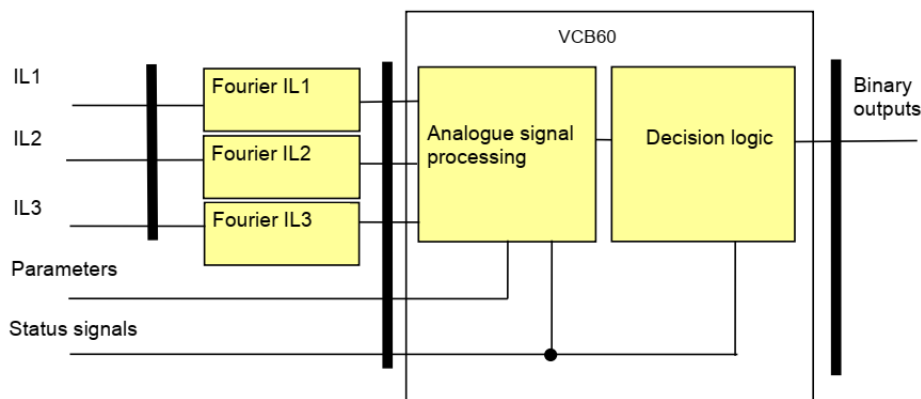 VCB60
IL1
Fourier IL1
IL2
Fourier IL2
IL3
Fourier IL3
Analogue signal
processing
Decision logic
Binary
outputs
Parameters
Status signals